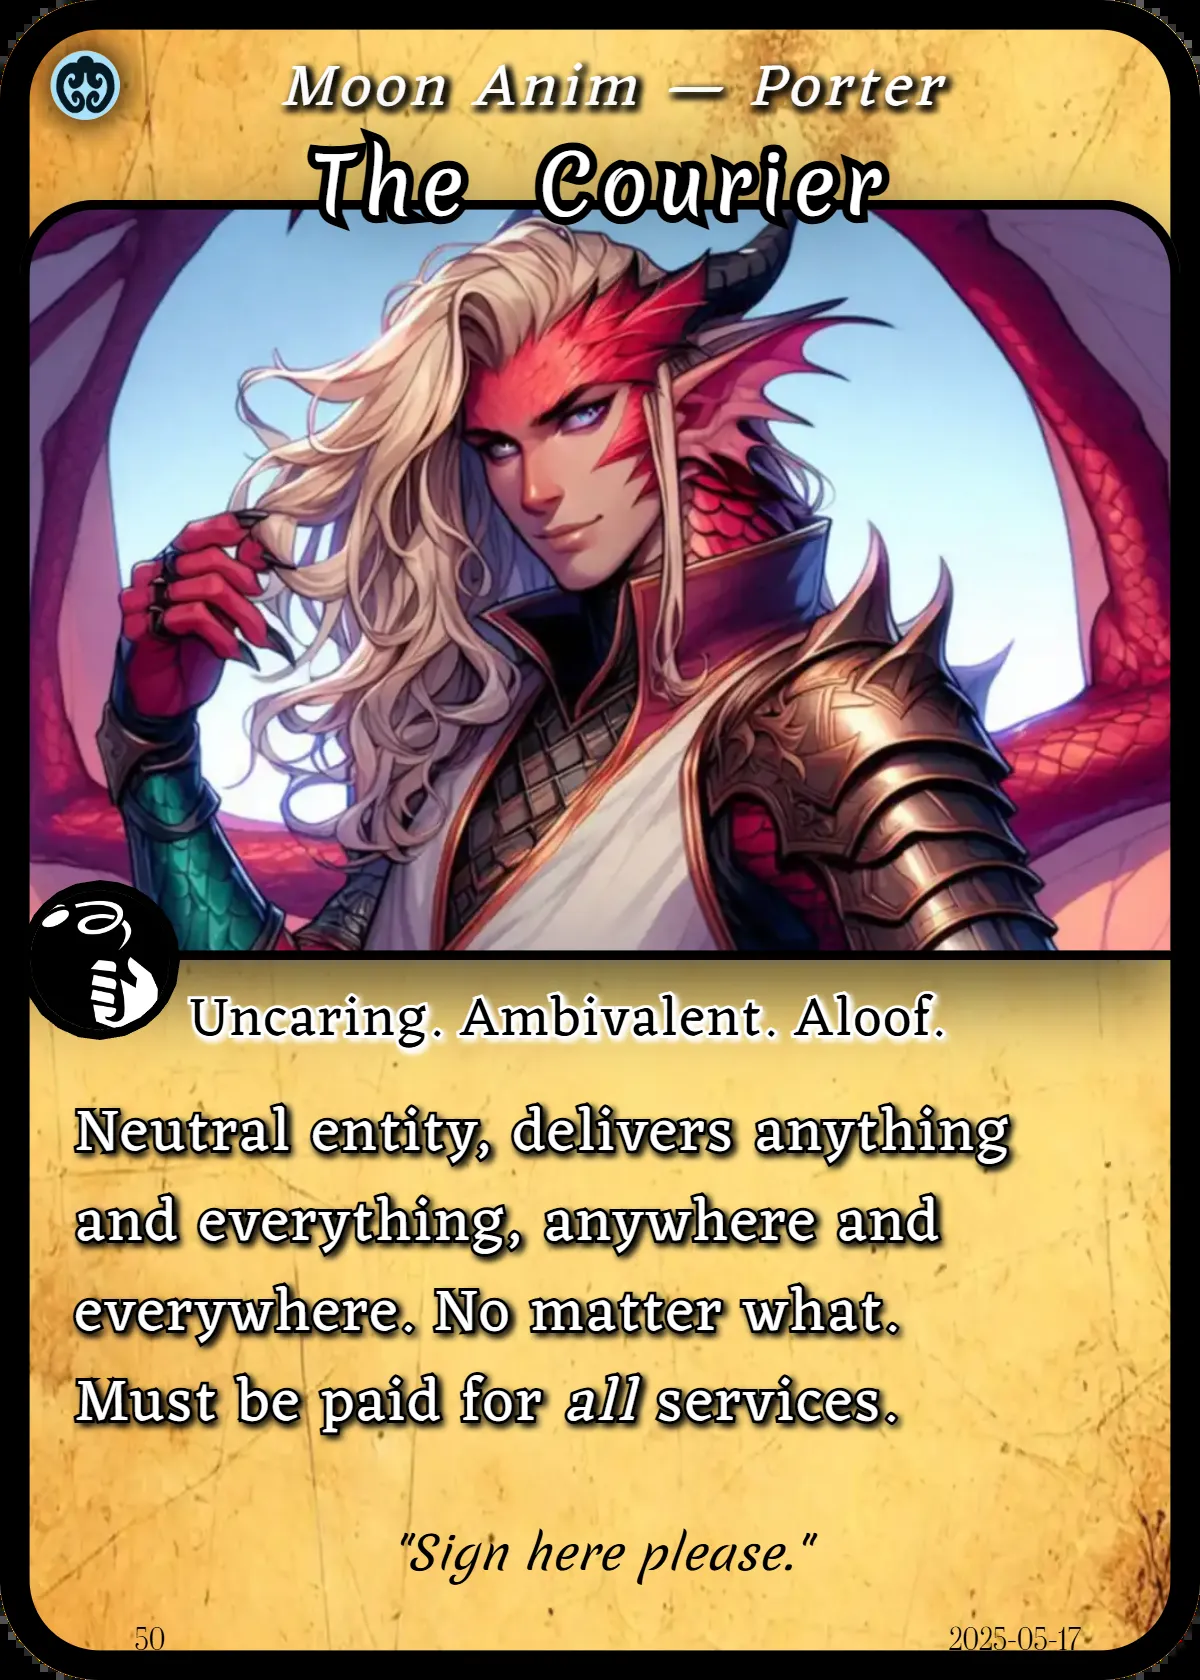 Moon Anim — Porter
The Courier
Uncaring. Ambivalent. Aloof.
Neutral entity, delivers anything
and everything, anywhere and
everywhere. No matter what.
Must be paid for all services.
"Sign here please."
50
2025-05-17